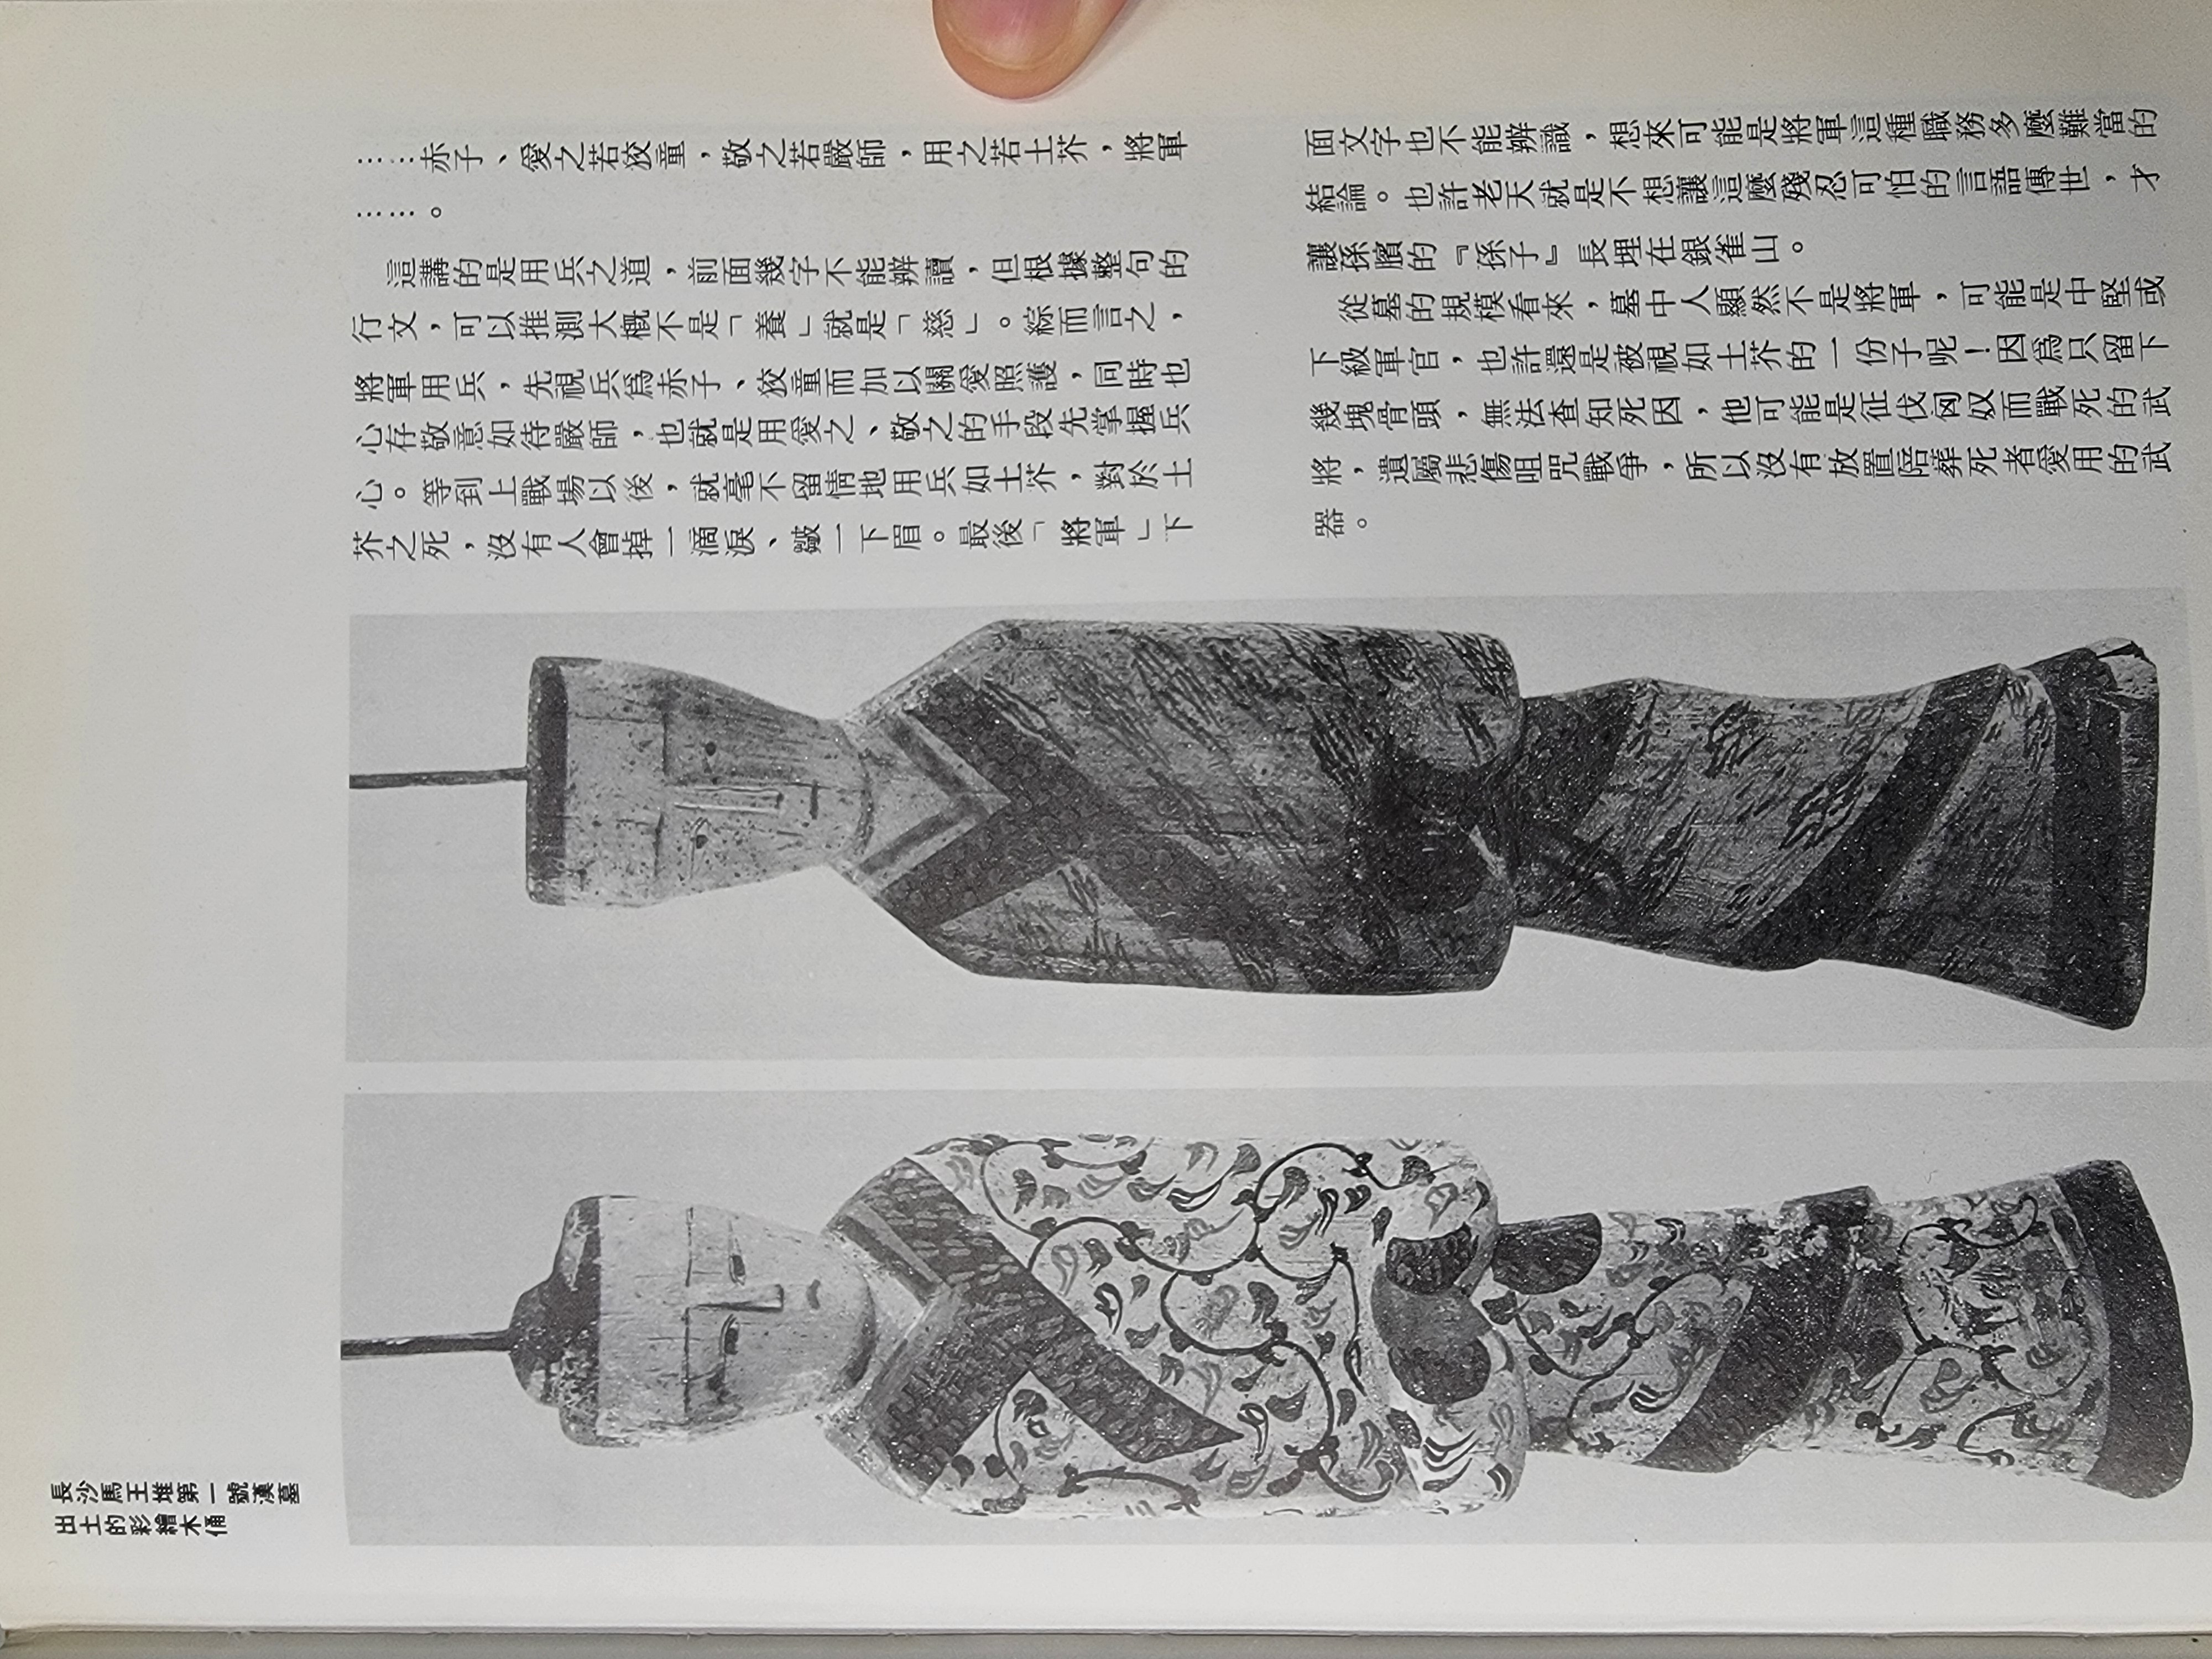 ……赤子、愛之若狡童，敬之若嚴師，用之若土芥，將軍
……。
這講的是用兵之道，前面幾字不能辨讀，但根據整句的
行文，可以推測大概不是「養」就是「慈」。綜而言之，
將軍用兵，先視兵爲赤子、狡童而加以關愛照護，同時也
心存敬意如待嚴師，也就是用愛之、敬之的手段先掌握兵
心。等到上戰場以後，就毫不留情地用兵如土芥，對於土
芥之死，沒有人會掉一滴淚、皺一下眉。最後「將軍」下
面文字也不能辨識，想來可能是將軍這種職務多麼難當的
結論。也許老天就是不想讓這麼殘忍可怕的言語傳世，才
讓孫臏的『孫子』長埋在銀雀山。
從墓的規模看來，墓中人顯然不是將軍，可能是中堅或
下級軍官，也許還是被視如土芥的一份子呢！因爲只留下
幾塊骨頭，無法查知死因，他可能是征伐匈奴而戰死的武
將，遺屬悲傷咀咒戰爭，所以沒有放置陪葬死者愛用的武
器。
長沙馬王堆第一號漢墓
出土的彩繪木俑